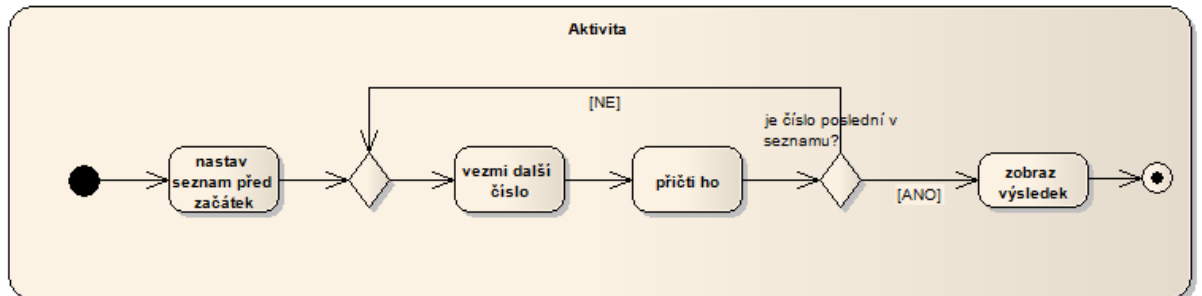 Aktivita
[NE]
je číslo poslední v
seznamu?
nastav
seznam před
začátek
vezmi další
číslo
přičti ho
[ANO]
zobraz
výsledek